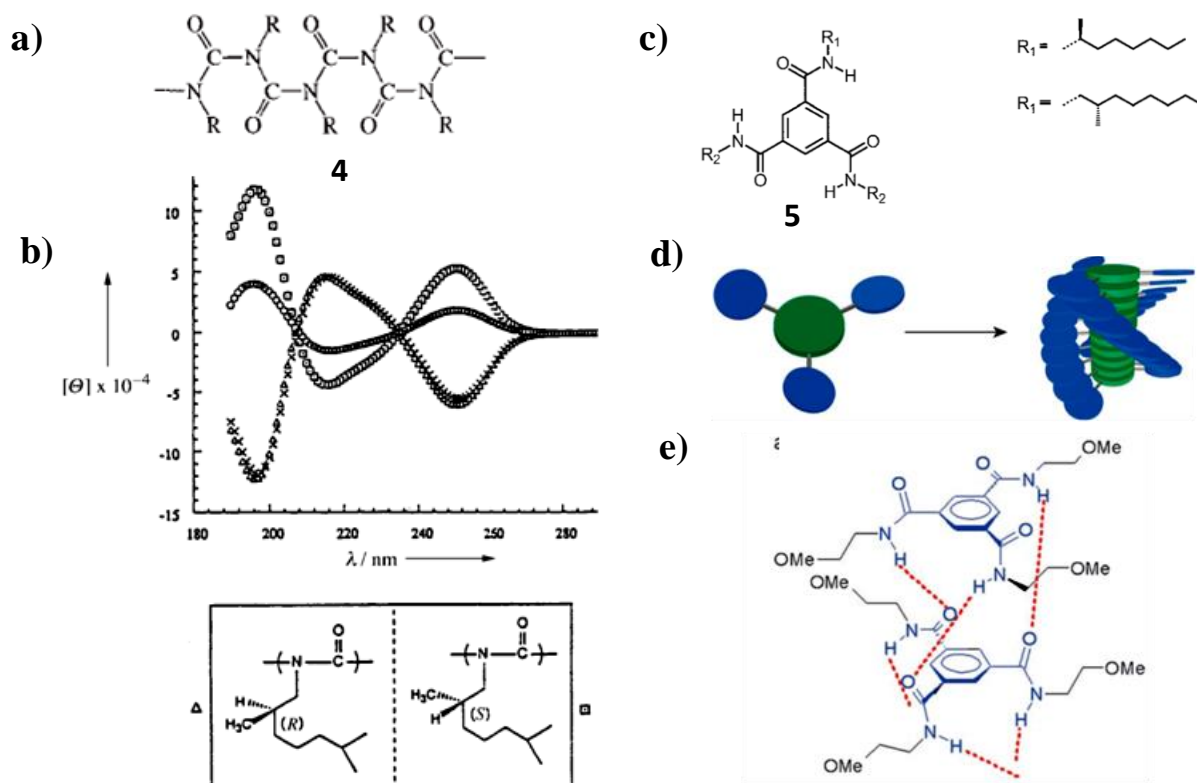 a)
O R O R O
C N C N C
N C N C N
R O R O R
4
c)
R₁
O N H
H
N
R₂
O
O
H N
R₂
5
R₁ =
R₁ =
b)
10
5
0
-5
-10
-15
[Θ] x 10⁻⁴
180 200 220 240 260 280
λ / nm
O
N C
H
H₃C (R)
O
N C
H₃C
H (S)
d)
e)
a
O H N OMe
O N H
OMe N H O
OMe
OMe N H O
O
O N H OMe
OMe N H